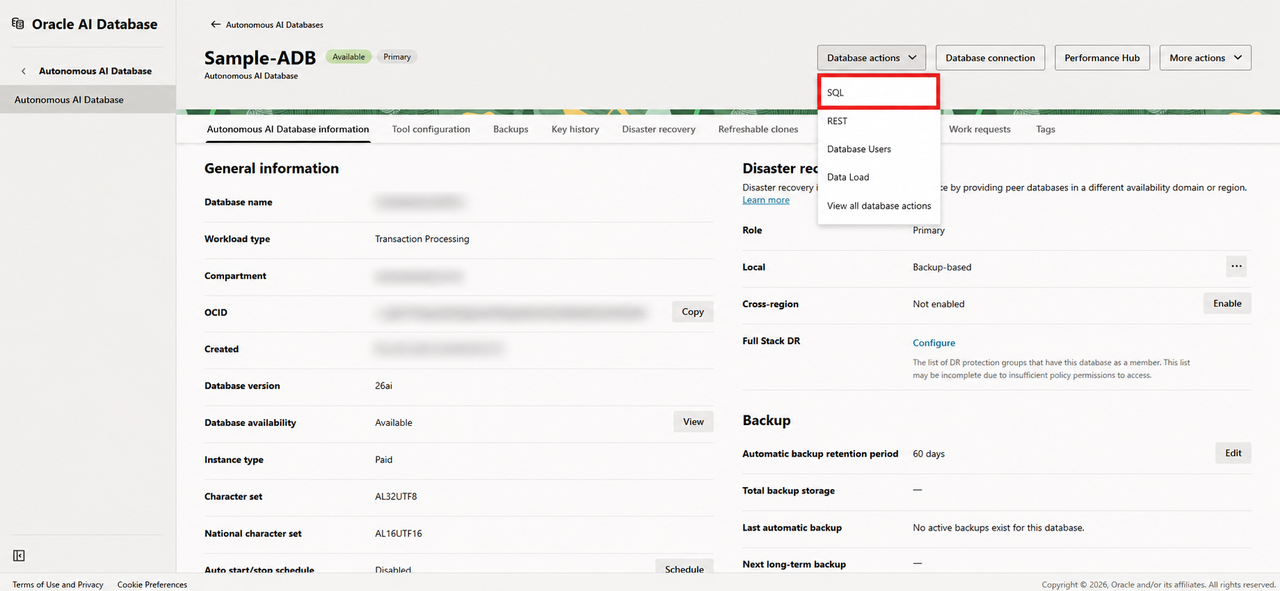 Oracle AI Database
Autonomous AI Database
Autonomous AI Database
Autonomous AI Databases
Sample-ADB
Available
Primary
Autonomous AI Database
Database actions
Database connection
Performance Hub
More actions
SQL
REST
Database Users
Data Load
View all database actions
Autonomous AI Database information
Tool configuration
Backups
Key history
Disaster recovery
Refreshable clones
Work requests
Tags
General information
Database name
Workload type Transaction Processing
Compartment
OCID Copy
Created
Database version 26ai
Database availability Available View
Instance type Paid
Character set AL32UTF8
National character set AL16UTF16
Auto start/stop schedule Disabled Schedule
Disaster rec
Disaster recovery i
ce by providing peer databases in a different availability domain or region.
Learn more
Role Primary
Local Backup-based ...
Cross-region Not enabled Enable
Full Stack DR Configure
The list of DR protection groups that have this database as a member. This list
may be incomplete due to insufficient policy permissions to access.
Backup
Automatic backup retention period 60 days Edit
Total backup storage —
Last automatic backup No active backups exist for this database.
Next long-term backup —
Terms of Use and Privacy
Cookie Preferences
Copyright © 2026, Oracle and/or its affiliates. All rights reserved.